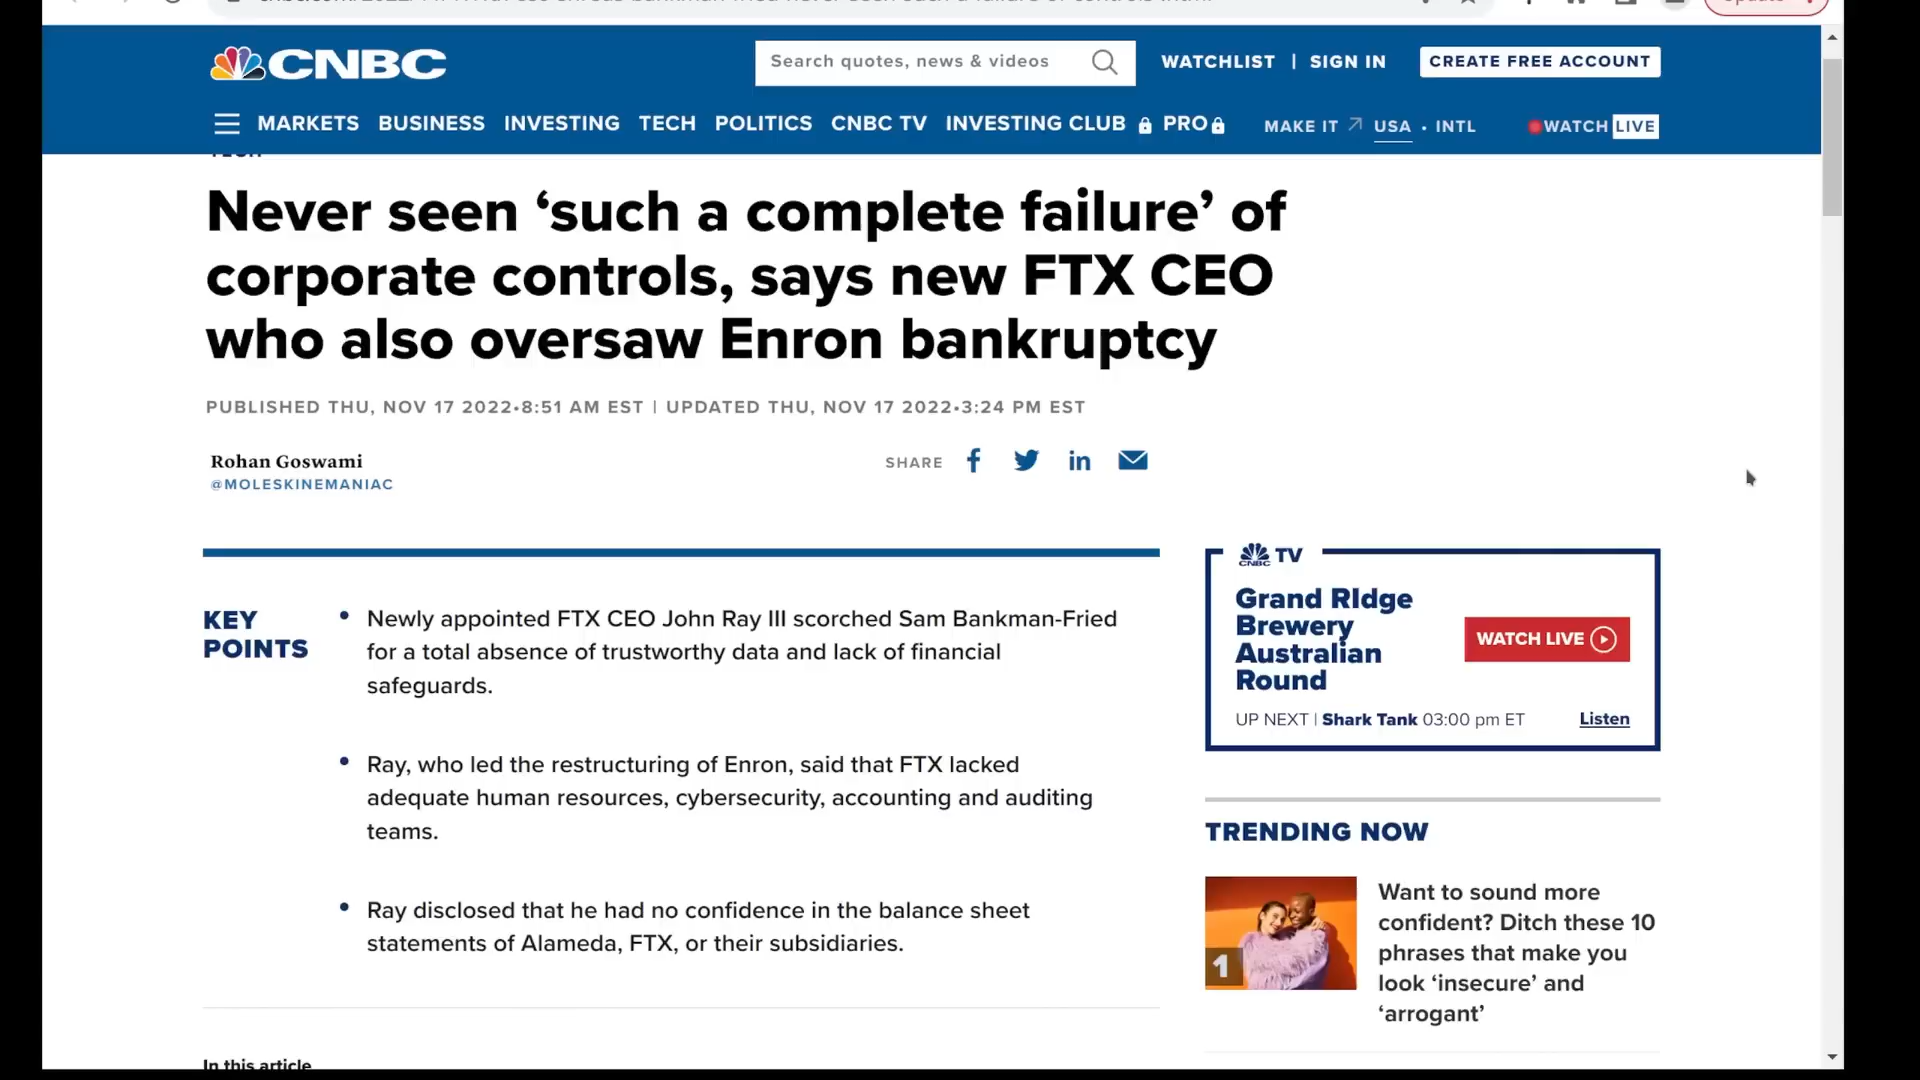 CNBC
Search quotes, news & videos
WATCHLIST | SIGN IN
CREATE FREE ACCOUNT
MARKETS BUSINESS INVESTING TECH POLITICS CNBC TV INVESTING CLUB PRO
MAKE IT USA • INTL
WATCH LIVE
TECH
Never seen ‘such a complete failure’ of
corporate controls, says new FTX CEO
who also oversaw Enron bankruptcy
PUBLISHED THU, NOV 17 2022•8:51 AM EST | UPDATED THU, NOV 17 2022•3:24 PM EST
Rohan Goswami
@MOLESKINEMANIAC
SHARE
KEY
POINTS
• Newly appointed FTX CEO John Ray III scorched Sam Bankman-Fried
for a total absence of trustworthy data and lack of financial
safeguards.
• Ray, who led the restructuring of Enron, said that FTX lacked
adequate human resources, cybersecurity, accounting and auditing
teams.
• Ray disclosed that he had no confidence in the balance sheet
statements of Alameda, FTX, or their subsidiaries.
In this article
CNBC TV
Grand RIdge
Brewery
Australian
Round
WATCH LIVE
UP NEXT | Shark Tank 03:00 pm ET
Listen
TRENDING NOW
1
Want to sound more
confident? Ditch these 10
phrases that make you
look ‘insecure’ and
‘arrogant’